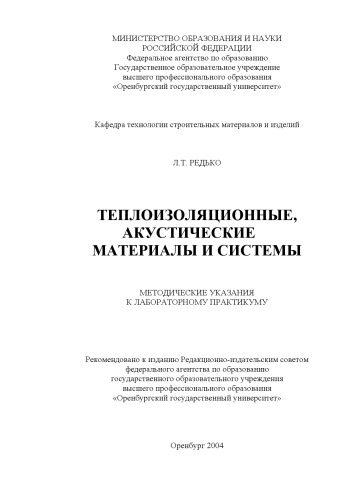 МИНИСТЕРСТВО ОБРАЗОВАНИЯ И НАУКИ
РОССИЙСКОЙ ФЕДЕРАЦИИ
Федеральное агентство по образованию
Государственное образовательное учреждение
высшего профессионального образования
«Оренбургский государственный университет»
Кафедра технологии строительных материалов и изделий
Л.Т. РЕДЬКО
ТЕПЛОИЗОЛЯЦИОННЫЕ,
АКУСТИЧЕСКИЕ
МАТЕРИАЛЫ И СИСТЕМЫ
МЕТОДИЧЕСКИЕ УКАЗАНИЯ
К ЛАБОРАТОРНОМУ ПРАКТИКУМУ
Рекомендовано к изданию Редакционно-издательским советом
федерального агентства по образованию
государственного образовательного учреждения
высшего профессионального образования
«Оренбургский государственный университет»
Оренбург 2004